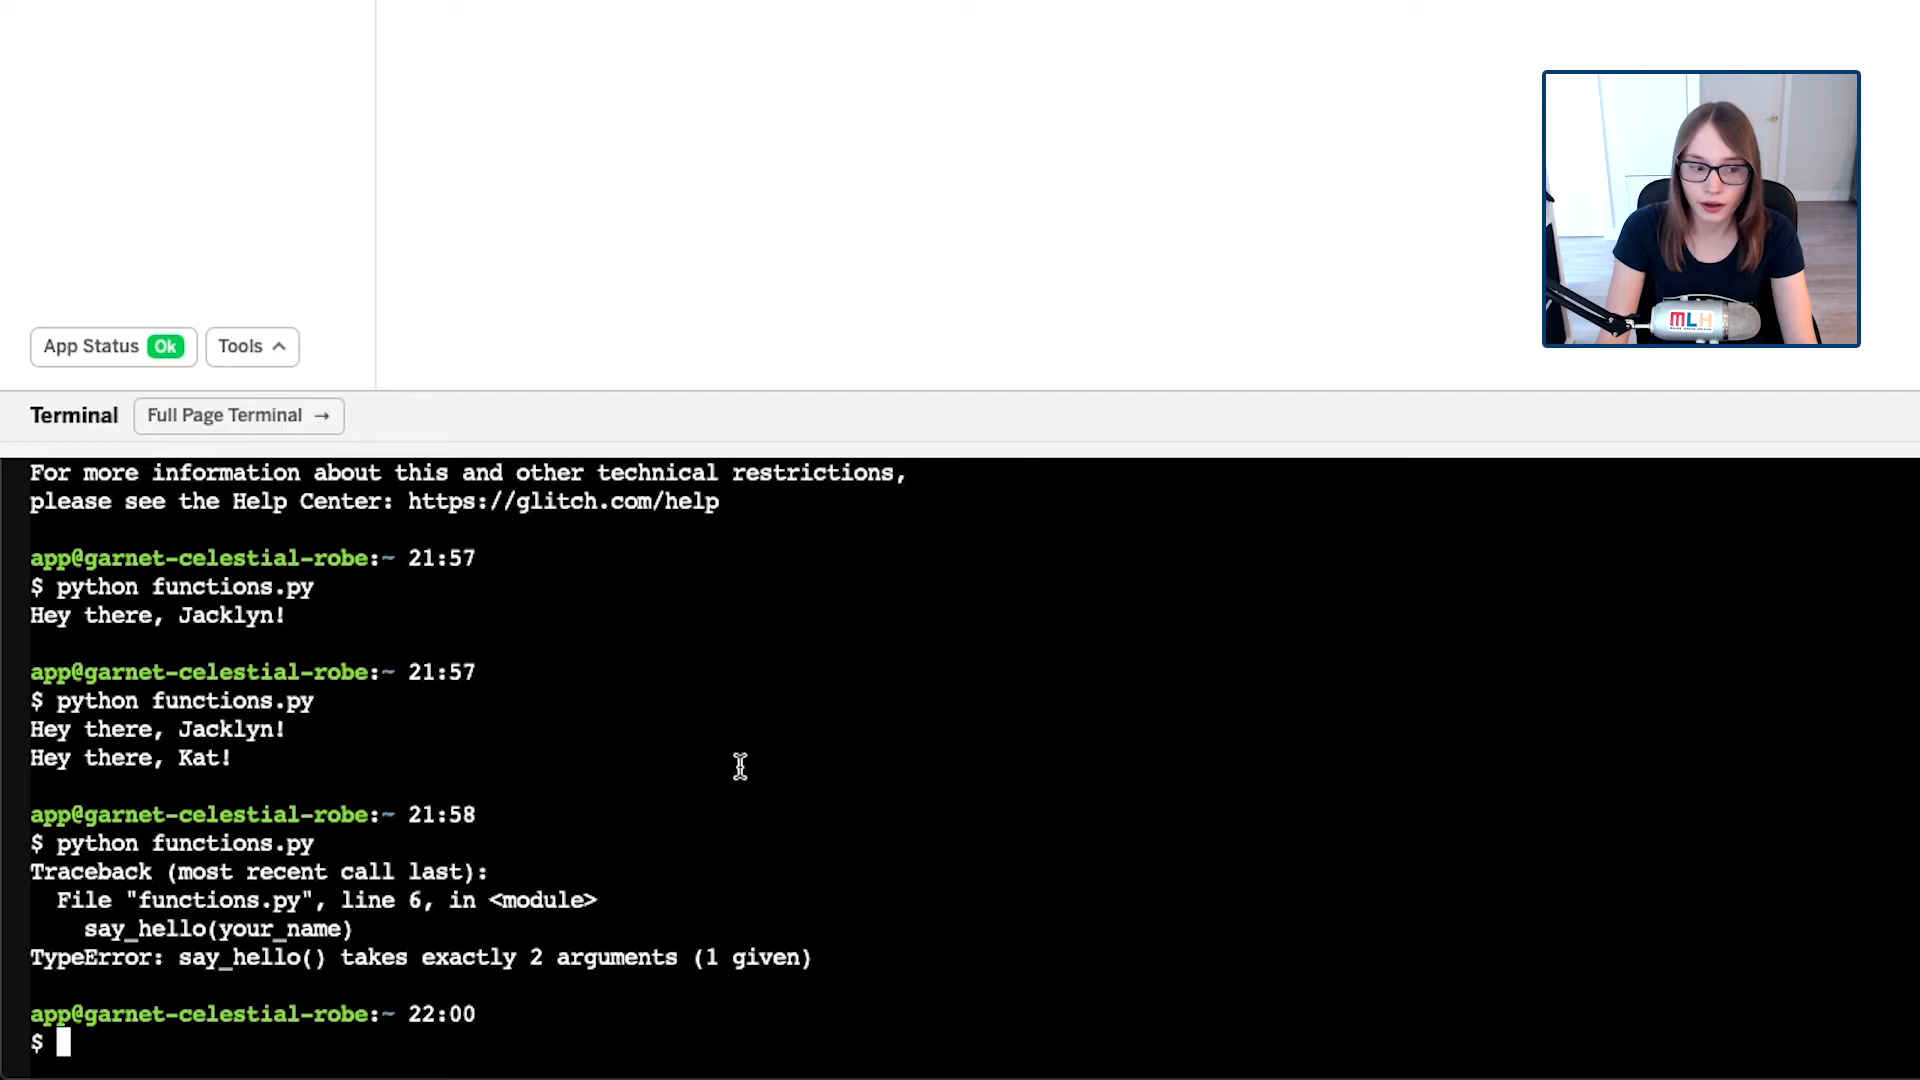 MLH
App Status Ok
Tools
Terminal
Full Page Terminal →
For more information about this and other technical restrictions,
please see the Help Center: https://glitch.com/help
app@garnet-celestial-robe:~ 21:57
$ python functions.py
Hey there, Jacklyn!
app@garnet-celestial-robe:~ 21:57
$ python functions.py
Hey there, Jacklyn!
Hey there, Kat!
app@garnet-celestial-robe:~ 21:58
$ python functions.py
Traceback (most recent call last):
  File "functions.py", line 6, in <module>
    say_hello(your_name)
TypeError: say_hello() takes exactly 2 arguments (1 given)
app@garnet-celestial-robe:~ 22:00
$